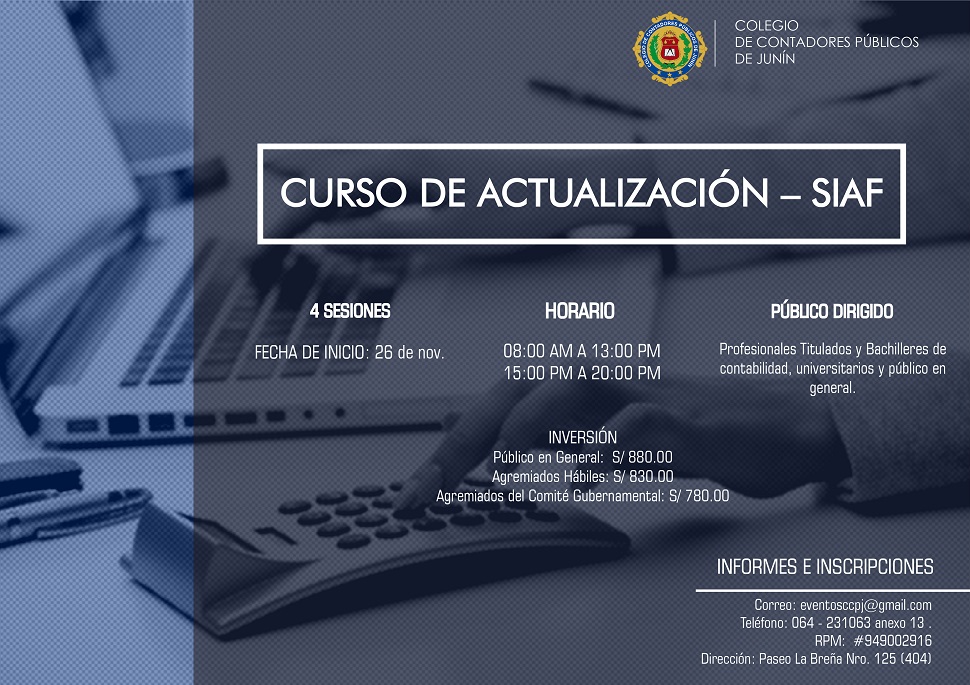 COLEGIO
DE CONTADORES PÚBLICOS
DE JUNÍN
CURSO DE ACTUALIZACIÓN – SIAF
4 SESIONES
FECHA DE INICIO: 26 de nov.
HORARIO
08:00 AM A 13:00 PM
15:00 PM A 20:00 PM
PÚBLICO DIRIGIDO
Profesionales Titulados y Bachilleres de
contabilidad, universitarios y público en
general.
INVERSIÓN
Público en General: S/ 880.00
Agremiados Hábiles: S/ 830.00
Agremiados del Comité Gubernamental: S/ 780.00
INFORMES E INSCRIPCIONES
Correo: eventosccpj@gmail.com
Teléfono: 064 - 231063 anexo 13 .
RPM: #949002916
Dirección: Paseo La Breña Nro. 125 (404)